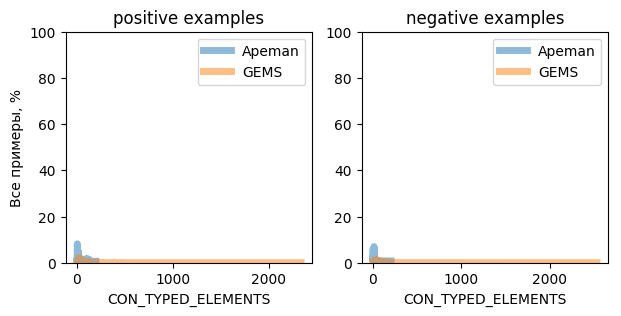 positive examples
negative examples
Все примеры, %
100
80
60
40
20
0
Apeman
GEMS
0
1000
2000
CON_TYPED_ELEMENTS
100
80
60
40
20
0
Apeman
GEMS
0
1000
2000
CON_TYPED_ELEMENTS